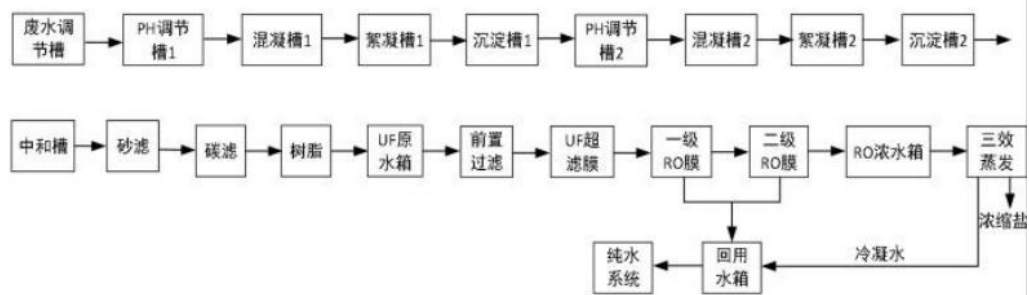 废水调
节槽
PH调节
槽1
混凝槽1
絮凝槽1
沉淀槽1
PH调节
槽2
混凝槽2
絮凝槽2
沉淀槽2
中和槽
砂滤
碳滤
树脂
UF原
水箱
前置
过滤
UF超
滤膜
一级
RO膜
二级
RO膜
RO浓水箱
三效
蒸发
浓缩盐
纯水
系统
回用
水箱
冷凝水